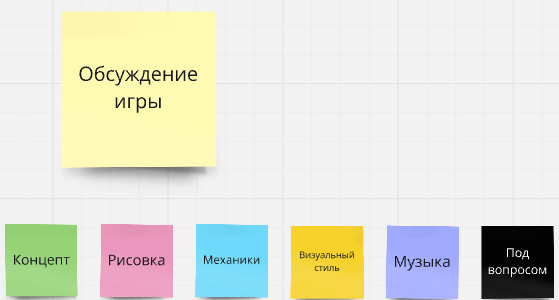 Обсуждение
игры
Концепт
Рисовка
Механики
Визуальный
стиль
Музыка
Под
вопросом